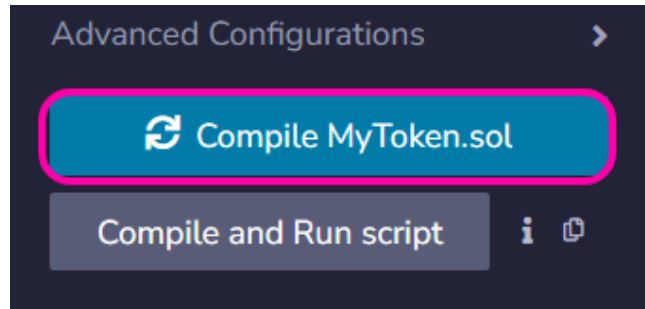 Advanced Configurations
Compile MyToken.sol
Compile and Run script